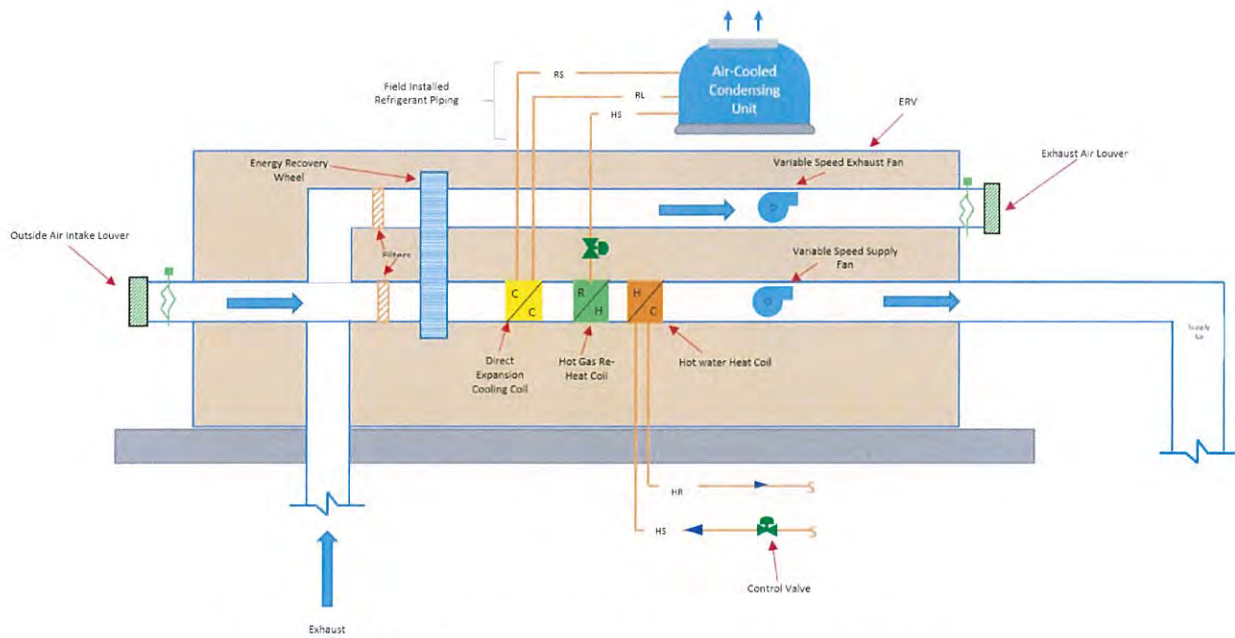 RS
RL
HS
Air-Cooled
Condensing
Unit
Field Installed
Refrigerant Piping
ERV
Energy Recovery
Wheel
Variable Speed Exhaust Fan
Exhaust Air Louver
Outside Air Intake Louver
Filters
Variable Speed Supply
Fan
C
C
R
H
H
C
Direct
Expansion
Cooling Coil
Hot Gas Re-
Heat Coil
Hot water Heat Coil
Supply
Air
HR
HS
Control Valve
Exhaust